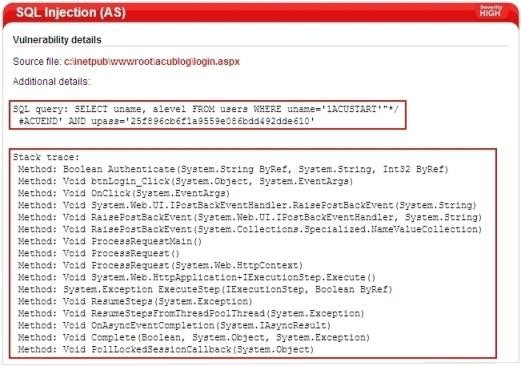 SQL Injection (AS)
Severity
HIGH
Vulnerability details
Source file: c:\inetpub\wwwroot\acublog\login.aspx
Additional details:
SQL query: SELECT uname, alevel FROM users WHERE uname='1ACUSTART'"*/
#ACUEND' AND upass='25f896cb6f1a9559e086bdd492dde610'
Stack trace:
Method: Boolean Authenticate(System.String ByRef, System.String, Int32 ByRef)
Method: Void btnLogin_Click(System.Object, System.EventArgs)
Method: Void OnClick(System.EventArgs)
Method: Void System.Web.UI.IPostBackEventHandler.RaisePostBackEvent(System.String)
Method: Void RaisePostBackEvent(System.Web.UI.IPostBackEventHandler, System.String)
Method: Void RaisePostBackEvent(System.Collections.Specialized.NameValueCollection)
Method: Void ProcessRequestMain()
Method: Void ProcessRequest()
Method: Void ProcessRequest(System.Web.HttpContext)
Method: Void System.Web.HttpApplication+IExecutionStep.Execute()
Method: System.Exception ExecuteStep(IExecutionStep, Boolean ByRef)
Method: Void ResumeSteps(System.Exception)
Method: Void ResumeStepsFromThreadPoolThread(System.Exception)
Method: Void OnAsyncEventCompletion(System.IAsyncResult)
Method: Void Complete(Boolean, System.Object, System.Exception)
Method: Void PollLockedSessionCallback(System.Object)